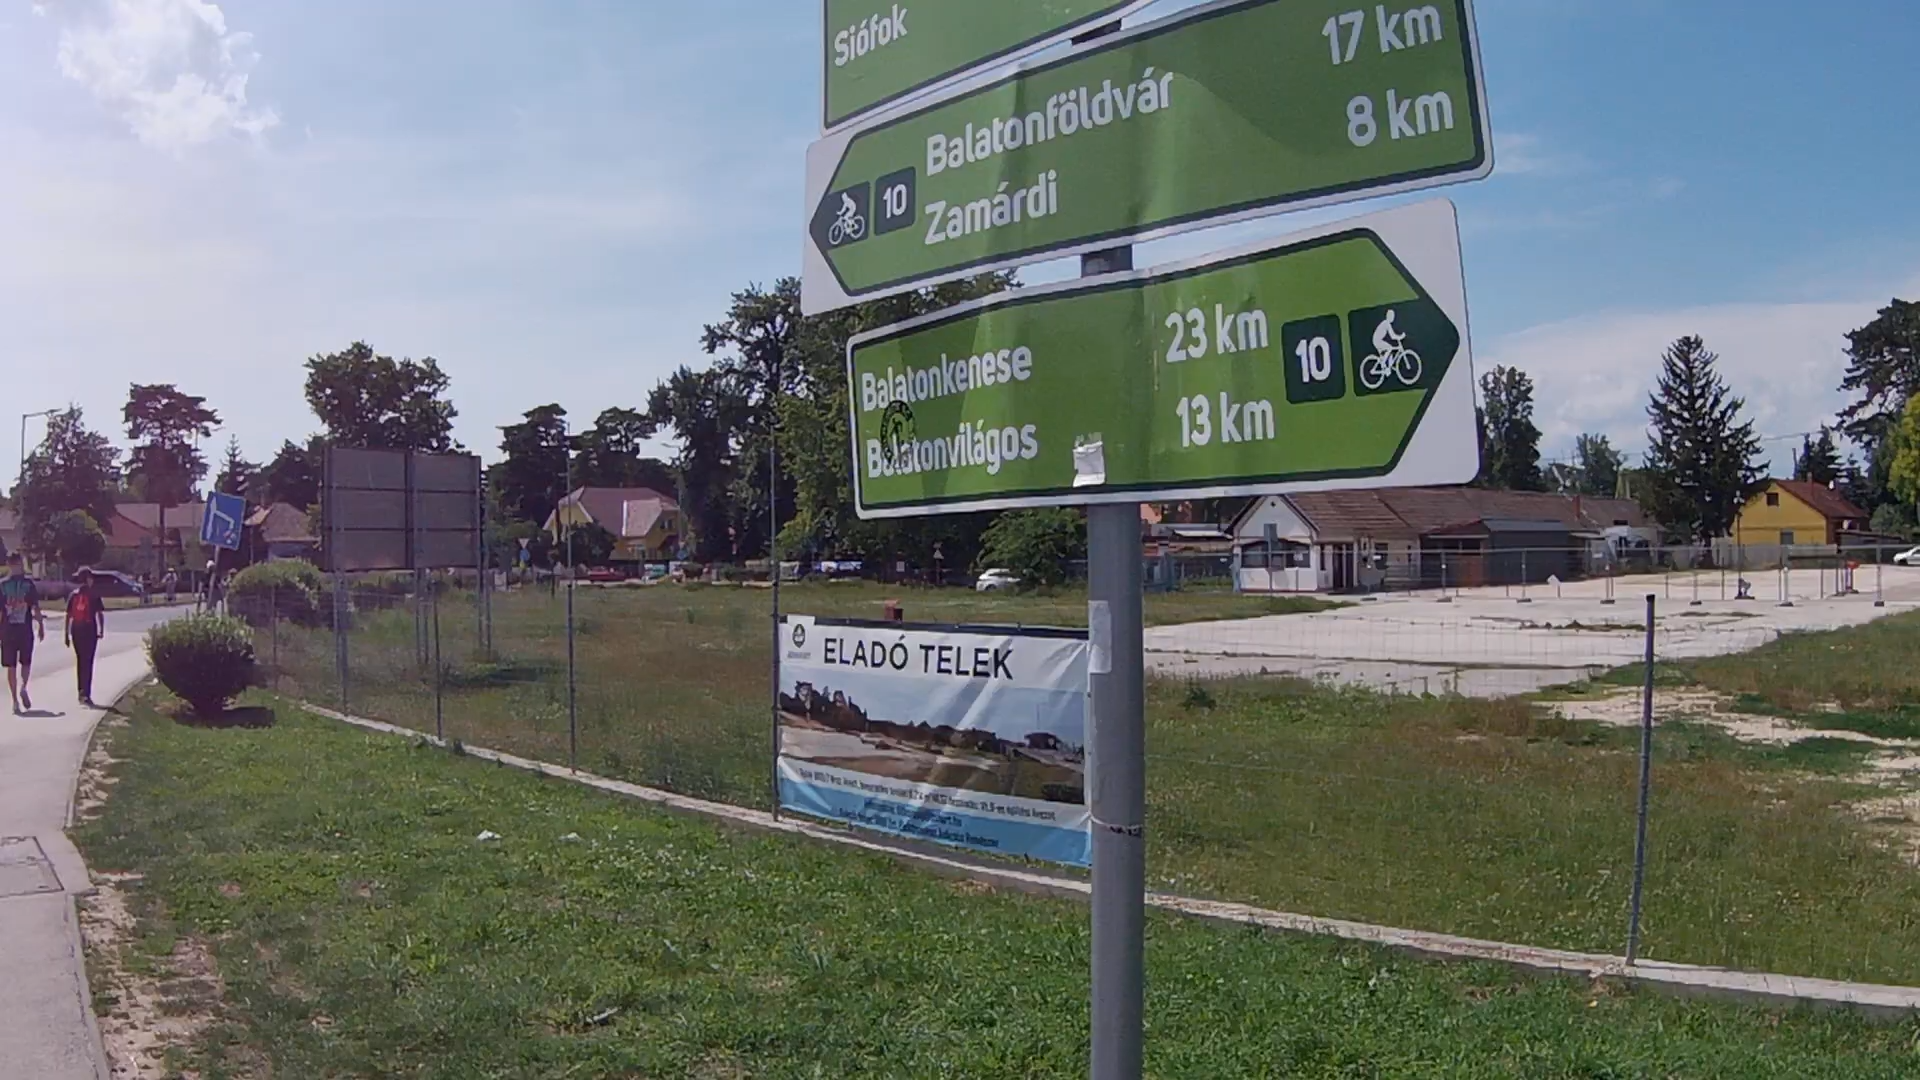 Siófok
Balatonföldvár 17 km
10 Zamárdi 8 km
Balatonkenese 23 km 10
Balatonvilágos 13 km
ELADÓ TELEK